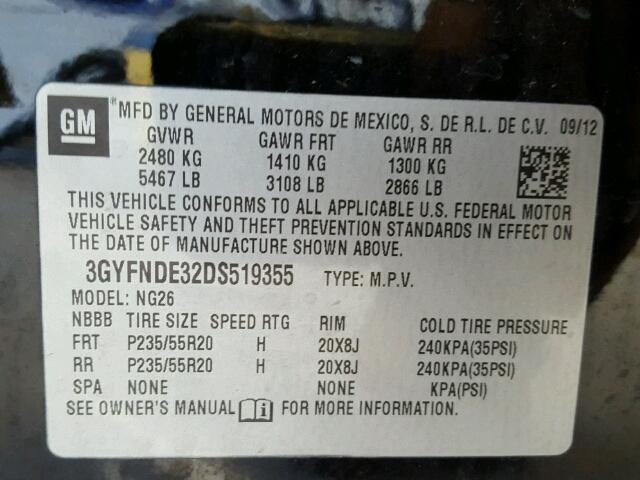 GM ® MFD BY GENERAL MOTORS DE MEXICO, S. DE R.L. DE C.V. 09/12
GVWR GAWR FRT GAWR RR
2480 KG 1410 KG 1300 KG
5467 LB 3108 LB 2866 LB
THIS VEHICLE CONFORMS TO ALL APPLICABLE U.S. FEDERAL MOTOR
VEHICLE SAFETY AND THEFT PREVENTION STANDARDS IN EFFECT ON
THE DATE OF MANUFACTURE SHOWN ABOVE.
3GYFNDE32DS519355 TYPE: M.P.V.
MODEL: NG26
NBBB TIRE SIZE SPEED RTG RIM COLD TIRE PRESSURE
FRT P235/55R20 H 20X8J 240KPA(35PSI)
RR P235/55R20 H 20X8J 240KPA(35PSI)
SPA NONE NONE KPA(PSI)
SEE OWNER'S MANUAL FOR MORE INFORMATION.